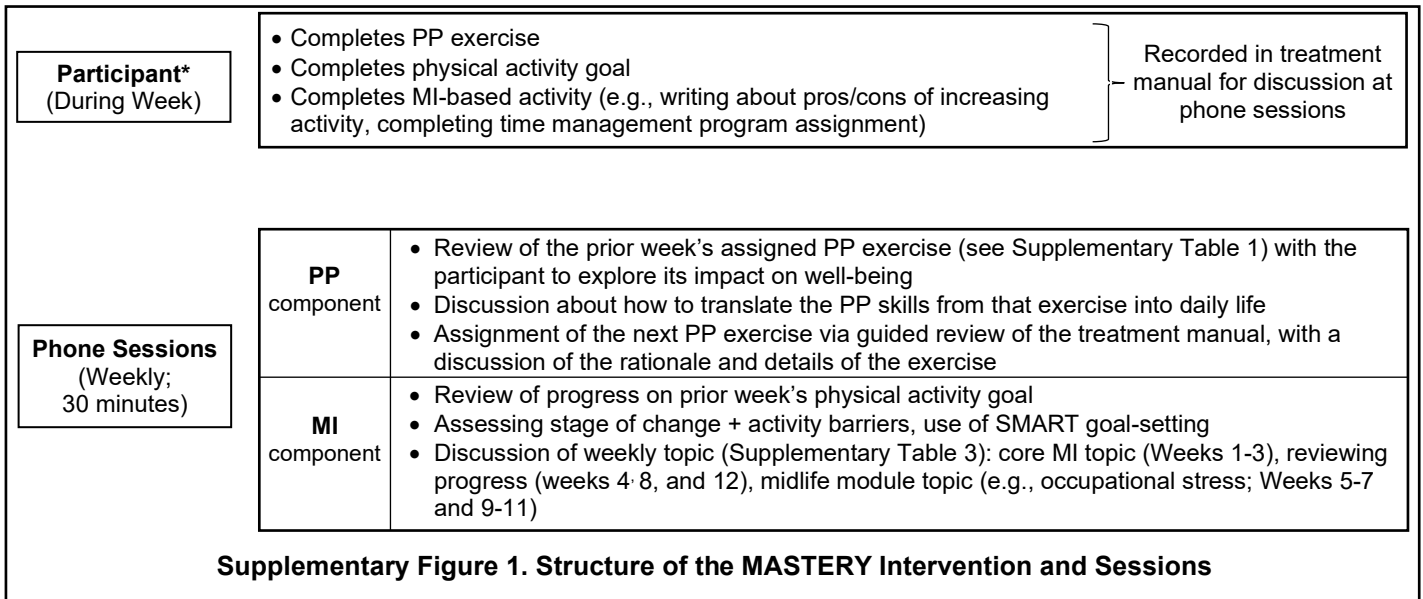 Participant*
(During Week)
• Completes PP exercise
• Completes physical activity goal
• Completes MI-based activity (e.g., writing about pros/cons of increasing
activity, completing time management program assignment)
Recorded in treatment
manual for discussion at
phone sessions
Phone Sessions
(Weekly;
30 minutes)
PP
component
• Review of the prior week’s assigned PP exercise (see Supplementary Table 1) with the
participant to explore its impact on well-being
• Discussion about how to translate the PP skills from that exercise into daily life
• Assignment of the next PP exercise via guided review of the treatment manual, with a
discussion of the rationale and details of the exercise
MI
component
• Review of progress on prior week’s physical activity goal
• Assessing stage of change + activity barriers, use of SMART goal-setting
• Discussion of weekly topic (Supplementary Table 3): core MI topic (Weeks 1-3), reviewing
progress (weeks 4, 8, and 12), midlife module topic (e.g., occupational stress; Weeks 5-7
and 9-11)
Supplementary Figure 1. Structure of the MASTERY Intervention and Sessions